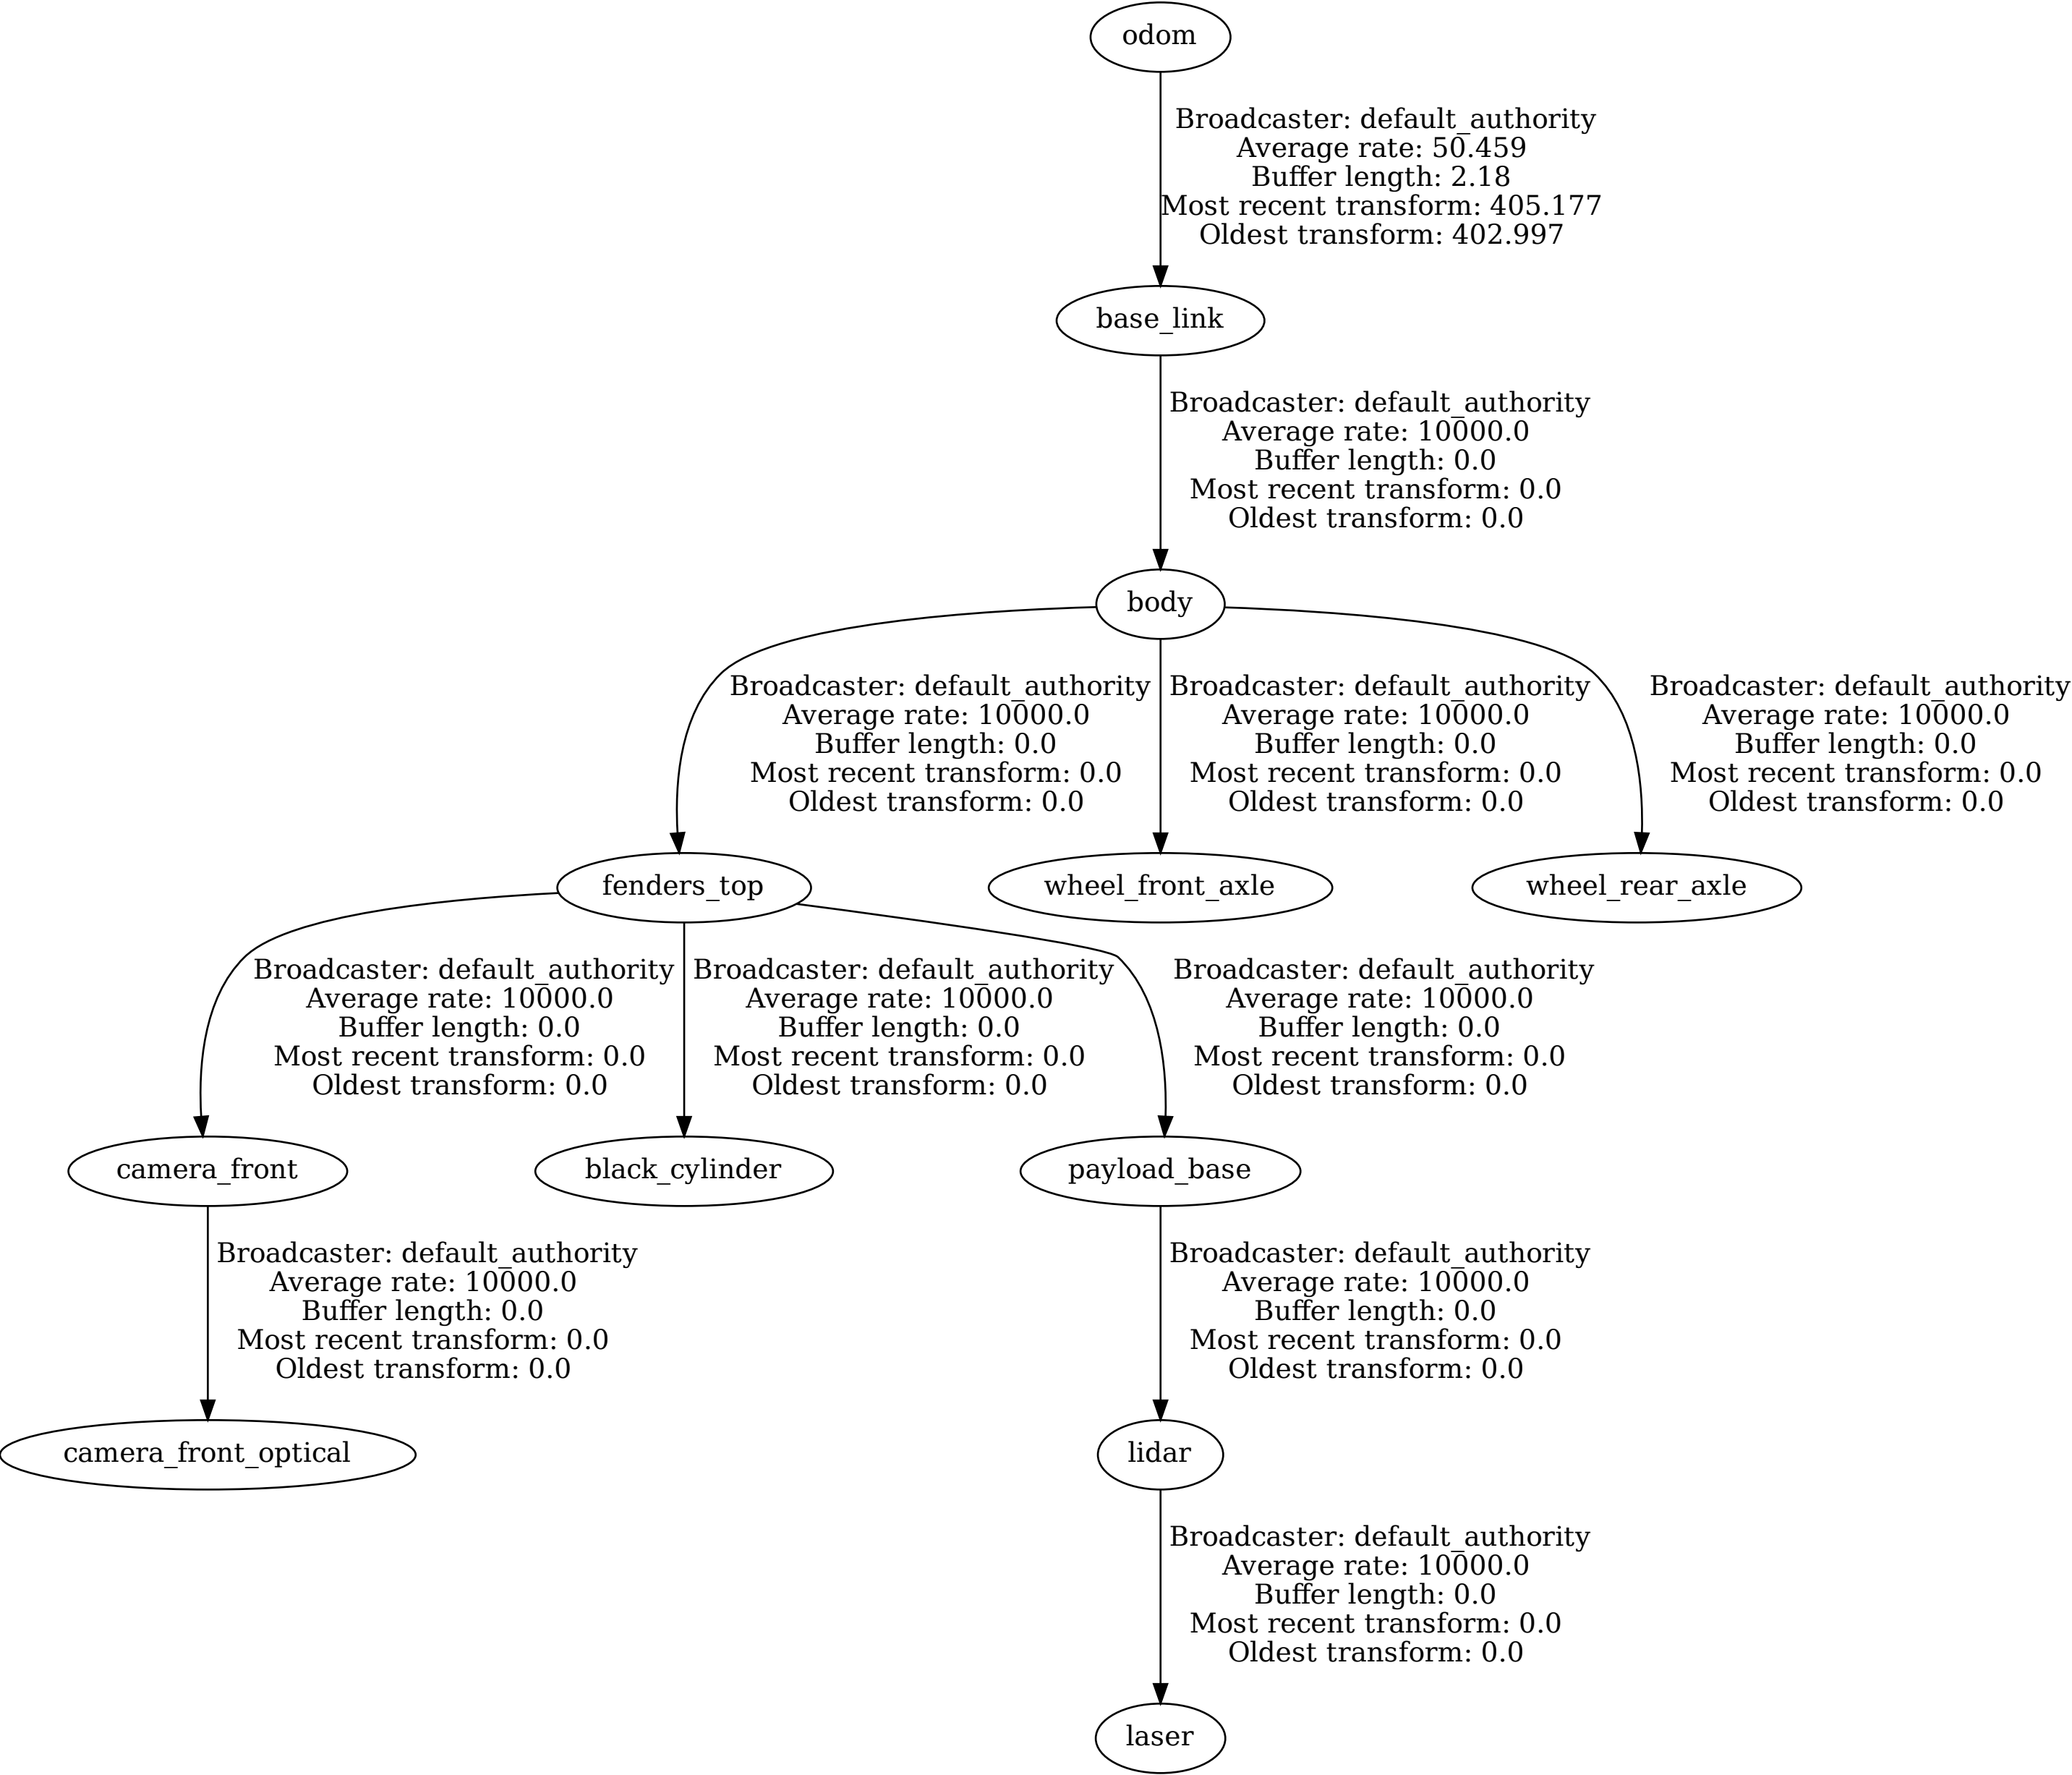 odom
Broadcaster: default_authority
Average rate: 50.459
Buffer length: 2.18
Most recent transform: 405.177
Oldest transform: 402.997
base_link
Broadcaster: default_authority
Average rate: 10000.0
Buffer length: 0.0
Most recent transform: 0.0
Oldest transform: 0.0
body
Broadcaster: default_authority
Average rate: 10000.0
Buffer length: 0.0
Most recent transform: 0.0
Oldest transform: 0.0
Broadcaster: default_authority
Average rate: 10000.0
Buffer length: 0.0
Most recent transform: 0.0
Oldest transform: 0.0
Broadcaster: default_authority
Average rate: 10000.0
Buffer length: 0.0
Most recent transform: 0.0
Oldest transform: 0.0
fenders_top
wheel_front_axle
wheel_rear_axle
Broadcaster: default_authority
Average rate: 10000.0
Buffer length: 0.0
Most recent transform: 0.0
Oldest transform: 0.0
Broadcaster: default_authority
Average rate: 10000.0
Buffer length: 0.0
Most recent transform: 0.0
Oldest transform: 0.0
Broadcaster: default_authority
Average rate: 10000.0
Buffer length: 0.0
Most recent transform: 0.0
Oldest transform: 0.0
camera_front
black_cylinder
payload_base
Broadcaster: default_authority
Average rate: 10000.0
Buffer length: 0.0
Most recent transform: 0.0
Oldest transform: 0.0
Broadcaster: default_authority
Average rate: 10000.0
Buffer length: 0.0
Most recent transform: 0.0
Oldest transform: 0.0
camera_front_optical
lidar
Broadcaster: default_authority
Average rate: 10000.0
Buffer length: 0.0
Most recent transform: 0.0
Oldest transform: 0.0
laser